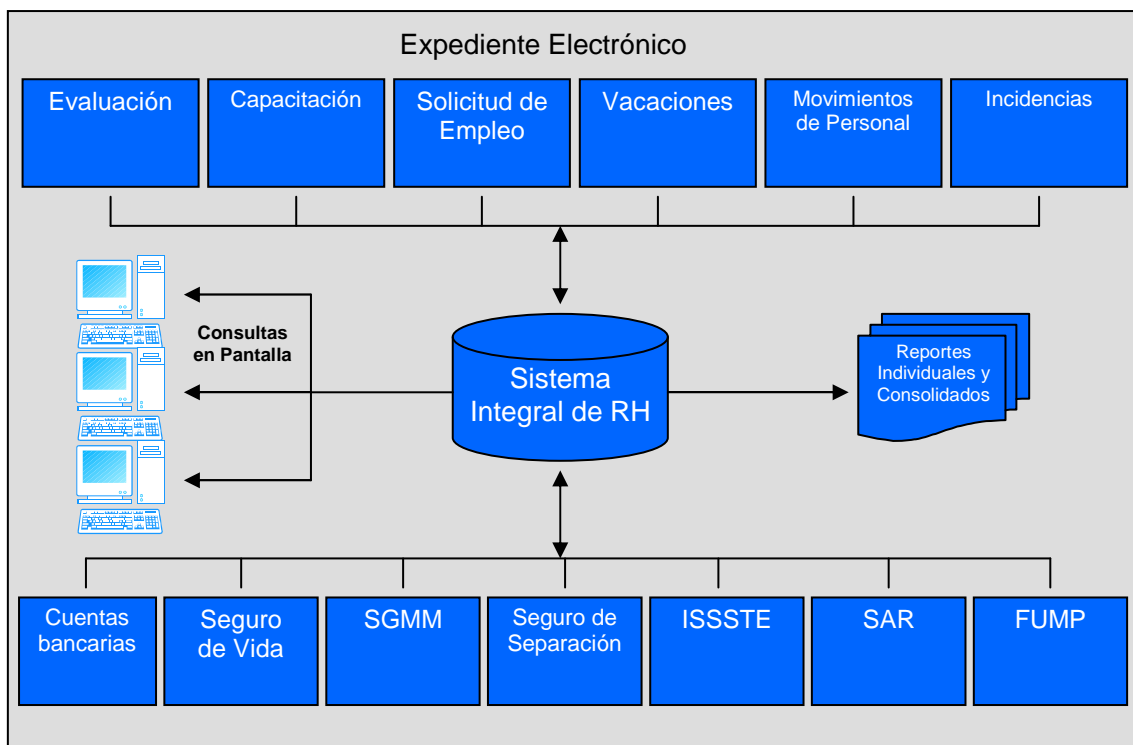 Expediente Electrónico
Evaluación
Capacitación
Solicitud de
Empleo
Vacaciones
Movimientos
de Personal
Incidencias
Consultas
en Pantalla
Sistema
Integral de RH
Reportes
Individuales y
Consolidados
Cuentas
bancarias
Seguro
de Vida
SGMM
Seguro de
Separación
ISSSTE
SAR
FUMP